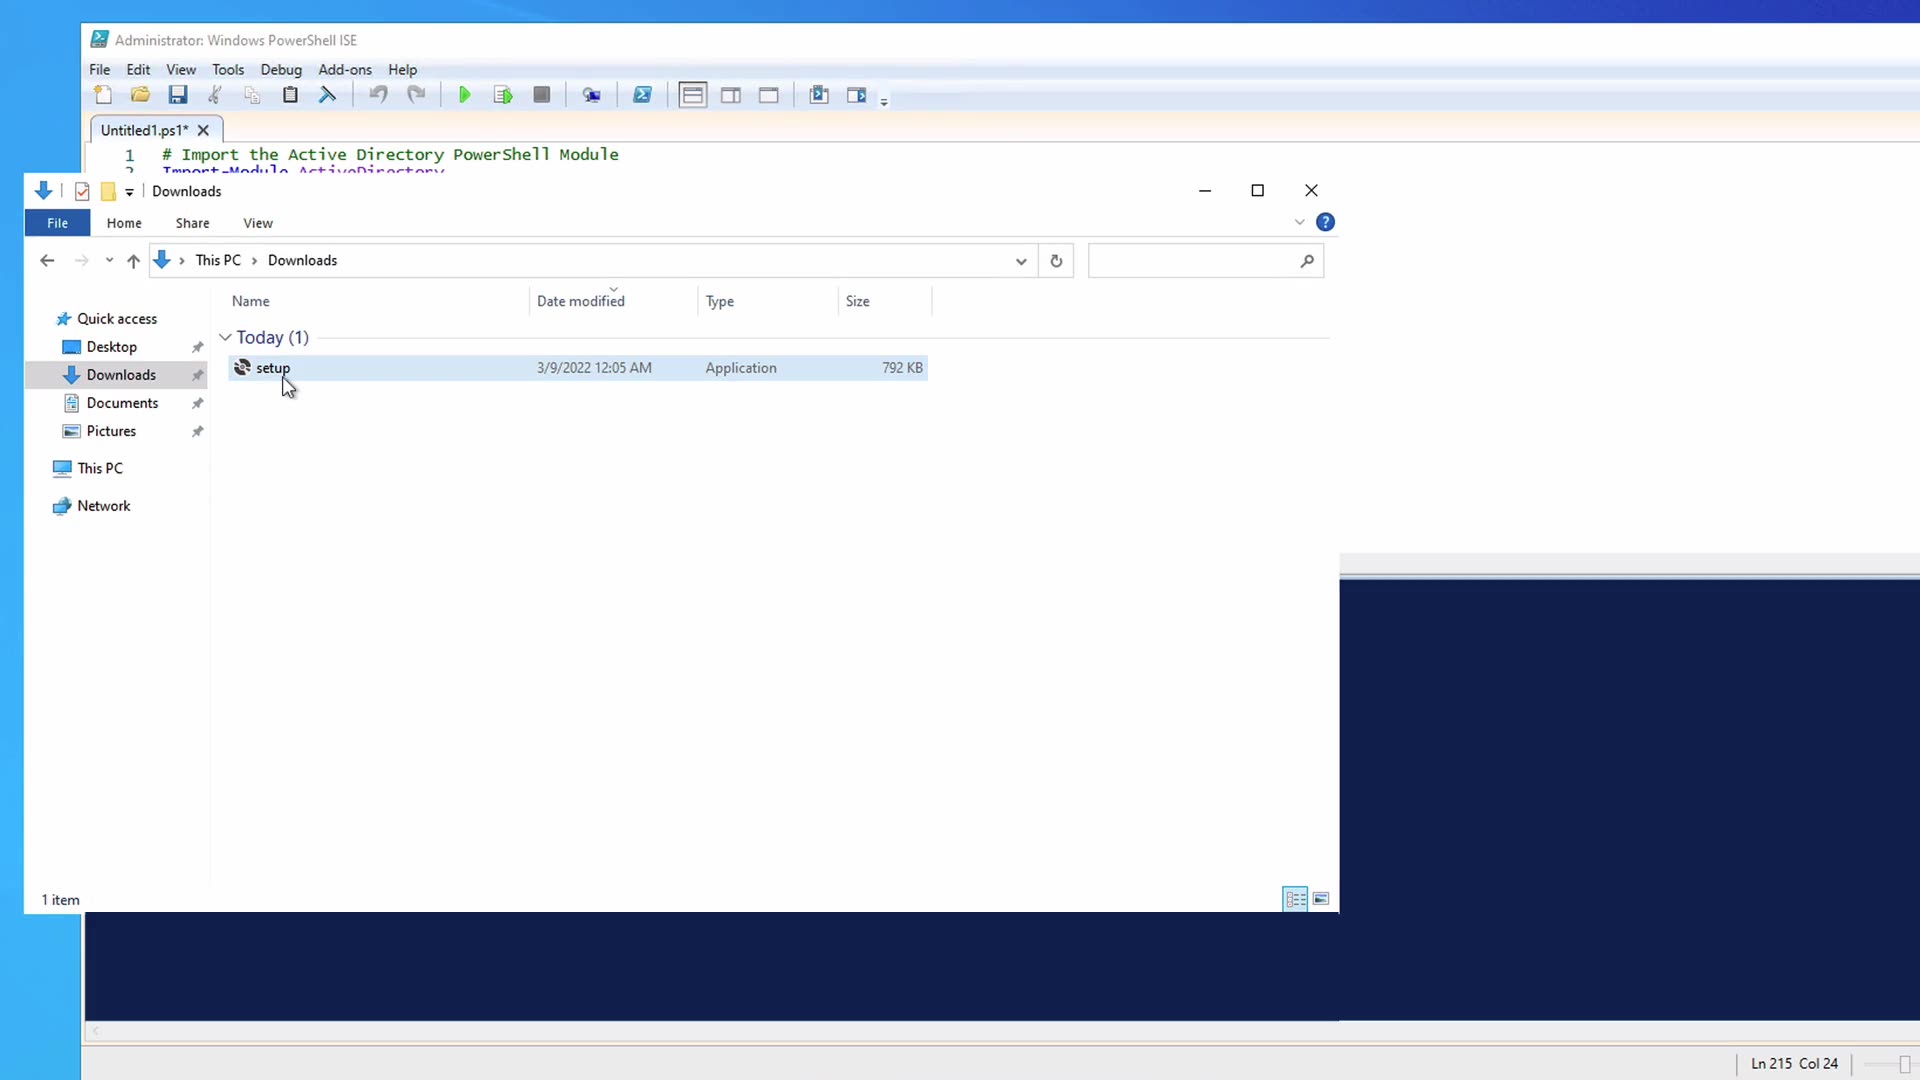 Administrator: Windows PowerShell ISE
File Edit View Tools Debug Add-ons Help
Untitled1.ps1*
1 # Import the Active Directory PowerShell Module
2 Import-Module ActiveDirectory
Downloads
File Home Share View
This PC > Downloads
Name Date modified Type Size
Quick access
Today (1)
Desktop
setup 3/9/2022 12:05 AM Application 792 KB
Downloads
Documents
Pictures
This PC
Network
1 item
Ln 215 Col 24